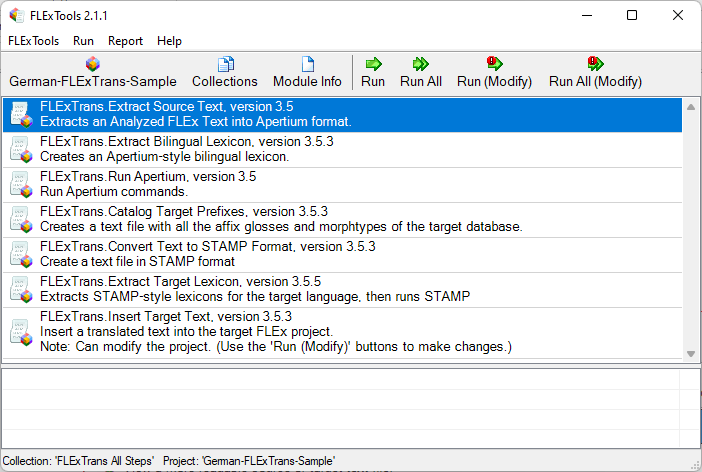 FLExTools 2.1.1
FLExTools Run Report Help
German-FLExTrans-Sample Collections Module Info Run Run All Run (Modify) Run All (Modify)
FLExTrans.Extract Source Text, version 3.5
Extracts an Analyzed FLEx Text into Apertium format.
FLExTrans.Extract Bilingual Lexicon, version 3.5.3
Creates an Apertium-style bilingual lexicon.
FLExTrans.Run Apertium, version 3.5
Run Apertium commands.
FLExTrans.Catalog Target Prefixes, version 3.5.3
Creates a text file with all the affix glosses and morphtypes of the target database.
FLExTrans.Convert Text to STAMP Format, version 3.5.3
Create a text file in STAMP format
FLExTrans.Extract Target Lexicon, version 3.5.5
Extracts STAMP-style lexicons for the target language, then runs STAMP
FLExTrans.Insert Target Text, version 3.5.3
Insert a translated text into the target FLEx project.
Note: Can modify the project. (Use the 'Run (Modify)' buttons to make changes.)
Collection: 'FLExTrans All Steps' Project: 'German-FLExTrans-Sample'